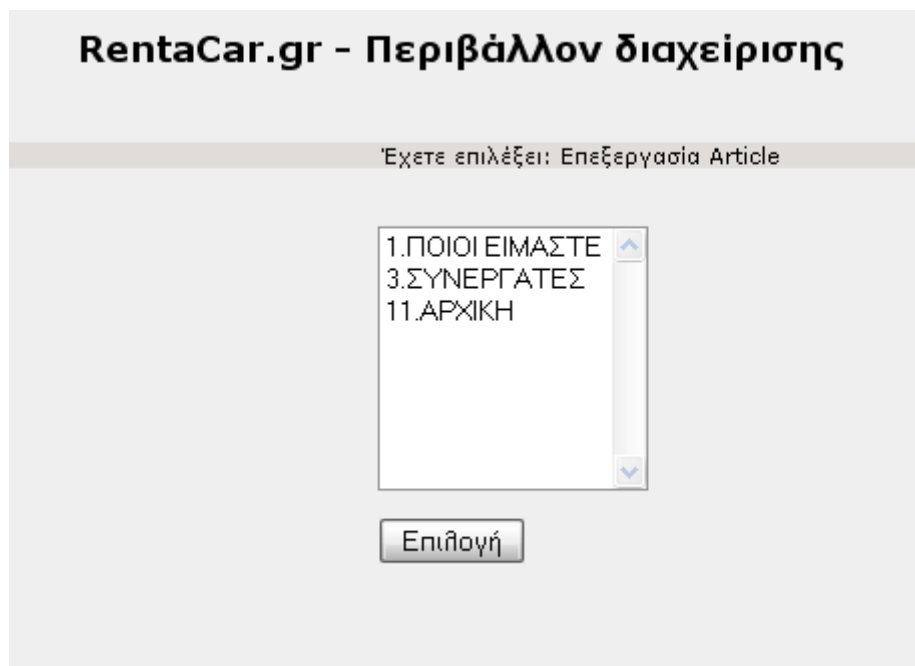 RentaCar.gr - Περιβάλλον διαχείρισης
Έχετε επιλέξει: Επεξεργασία Article
1.ΠΟΙΟΙ ΕΙΜΑΣΤΕ
3.ΣΥΝΕΡΓΑΤΕΣ
11.ΑΡΧΙΚΗ
Επιλογή